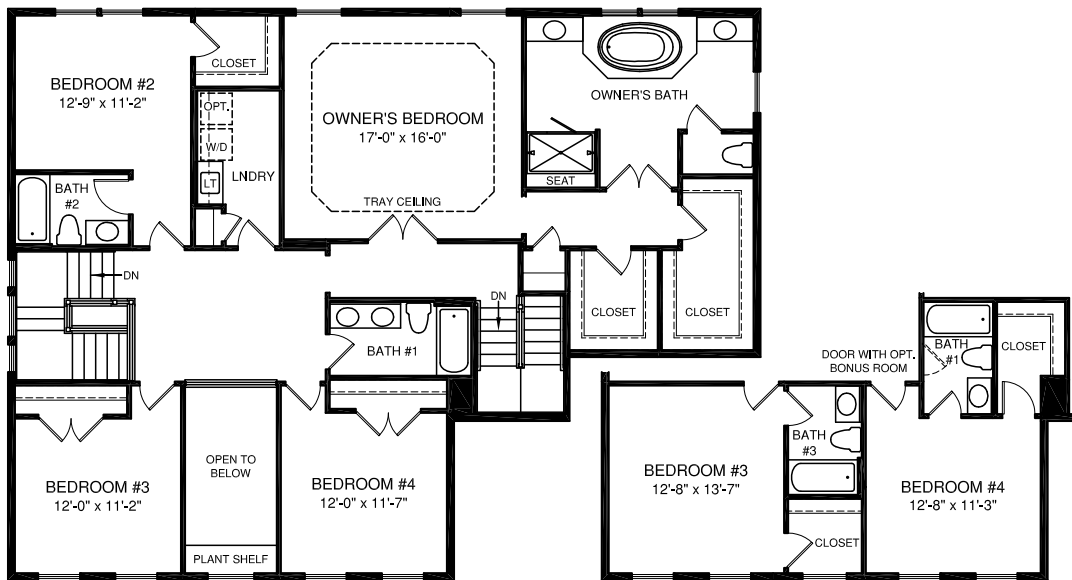 BEDROOM #2
12'-9" x 11'-2"
CLOSET
OPT.
W/D
LT
LNDRY
BATH
#2
OWNER'S BEDROOM
17'-0" x 16'-0"
TRAY CEILING
OWNER'S BATH
SEAT
CLOSET
CLOSET
DN
DN
BATH #1
BEDROOM #3
12'-0" x 11'-2"
OPEN TO
BELOW
PLANT SHELF
BEDROOM #4
12'-0" x 11'-7"
DOOR WITH OPT.
BONUS ROOM
BATH
#1
CLOSET
BEDROOM #3
12'-8" x 13'-7"
BATH
#3
CLOSET
BEDROOM #4
12'-8" x 11'-3"